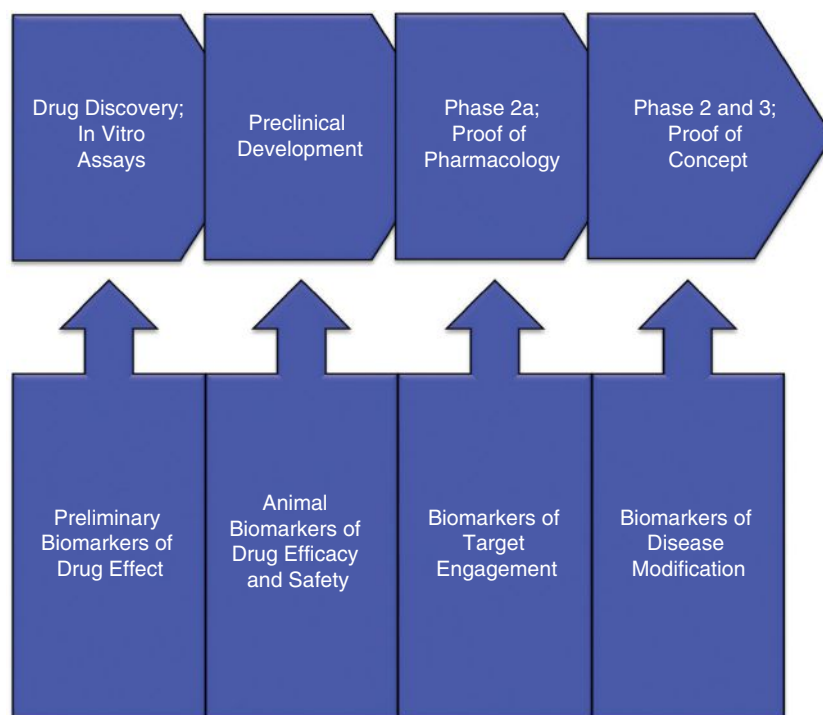 Drug Discovery;
In Vitro
Assays
Preclinical
Development
Phase 2a;
Proof of
Pharmacology
Phase 2 and 3;
Proof of
Concept
Preliminary
Biomarkers of
Drug Effect
Animal
Biomarkers of
Drug Efficacy
and Safety
Biomarkers of
Target
Engagement
Biomarkers of
Disease
Modification